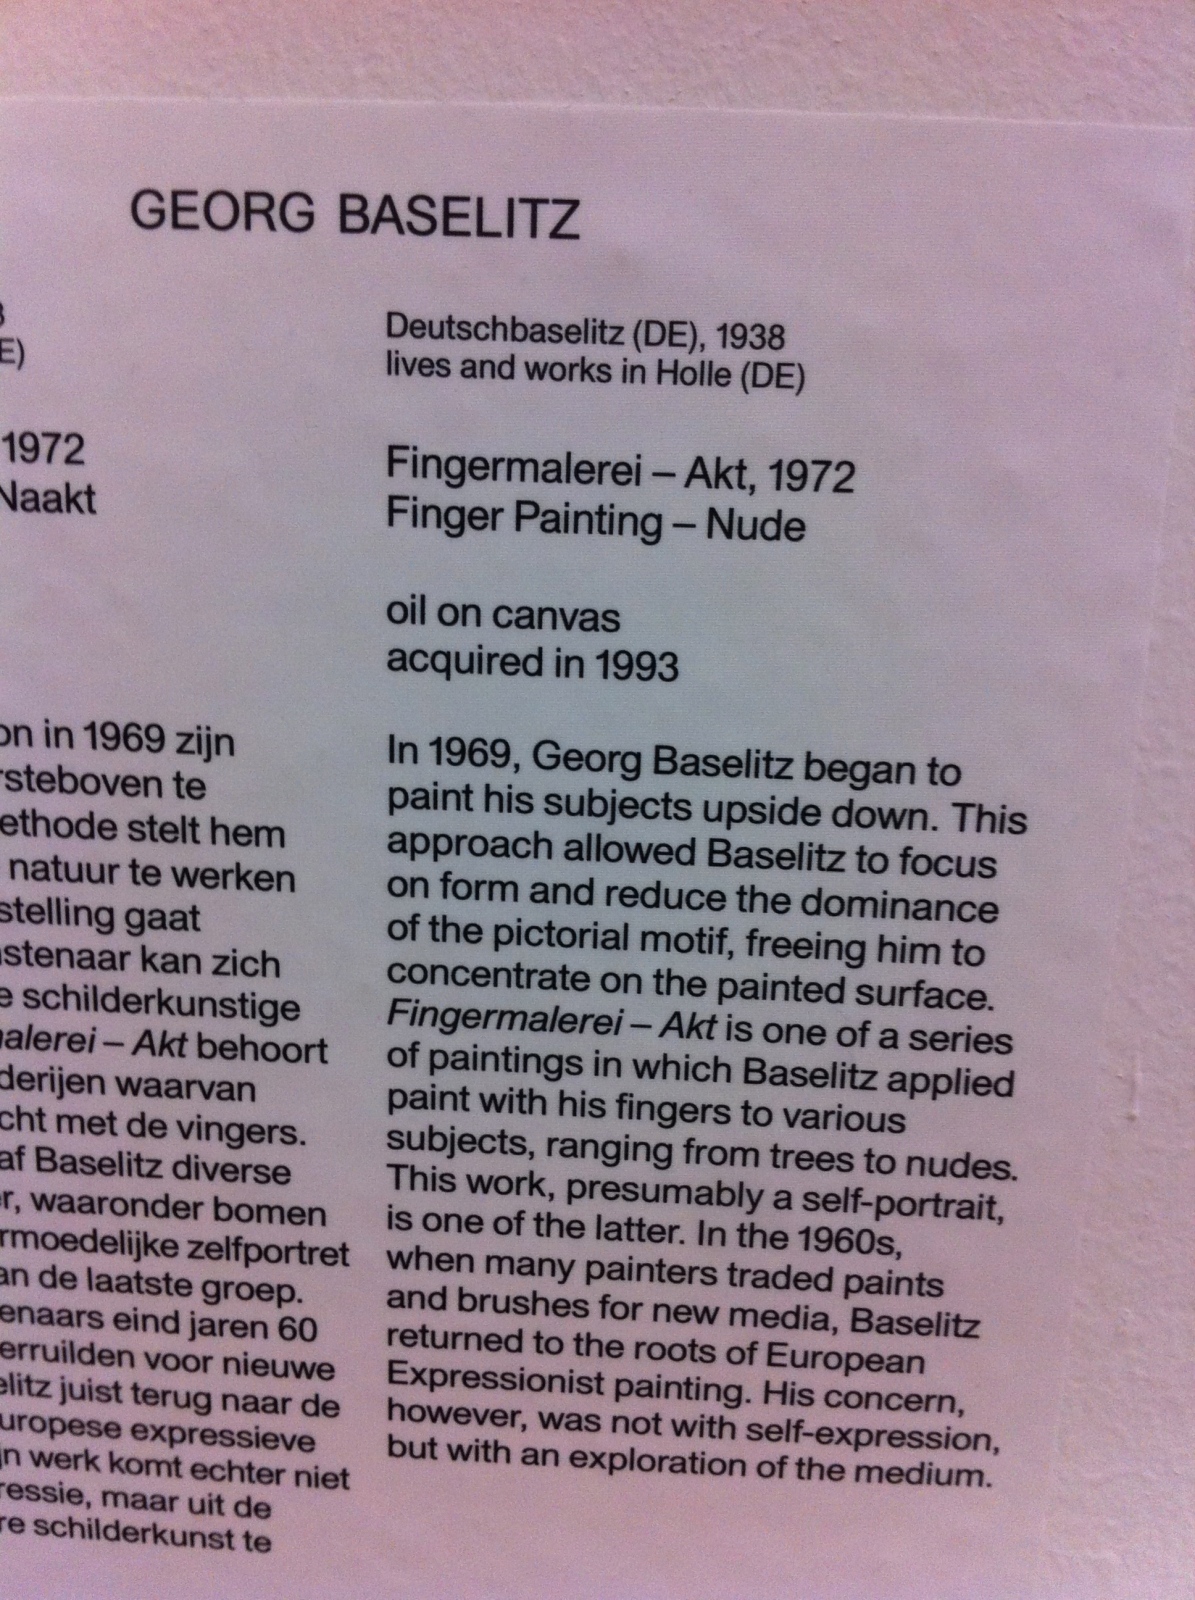 GEORG BASELITZ
E)
1972
Naakt
on in 1969 zijn
rsteboven te
ethode stelt hem
natuur te werken
stelling gaat
stenaar kan zich
e schilderkunstige
alerei – Akt behoort
derijen waarvan
cht met de vingers.
af Baselitz diverse
r, waaronder bomen
rmoedelijke zelfportret
an de laatste groep.
enaars eind jaren 60
erruilden voor nieuwe
elitz juist terug naar de
uropese expressieve
jn werk komt echter niet
ressie, maar uit de
re schilderkunst te
Deutschbaselitz (DE), 1938
lives and works in Holle (DE)
Fingermalerei – Akt, 1972
Finger Painting – Nude
oil on canvas
acquired in 1993
In 1969, Georg Baselitz began to
paint his subjects upside down. This
approach allowed Baselitz to focus
on form and reduce the dominance
of the pictorial motif, freeing him to
concentrate on the painted surface.
Fingermalerei – Akt is one of a series
of paintings in which Baselitz applied
paint with his fingers to various
subjects, ranging from trees to nudes.
This work, presumably a self-portrait,
is one of the latter. In the 1960s,
when many painters traded paints
and brushes for new media, Baselitz
returned to the roots of European
Expressionist painting. His concern,
however, was not with self-expression,
but with an exploration of the medium.